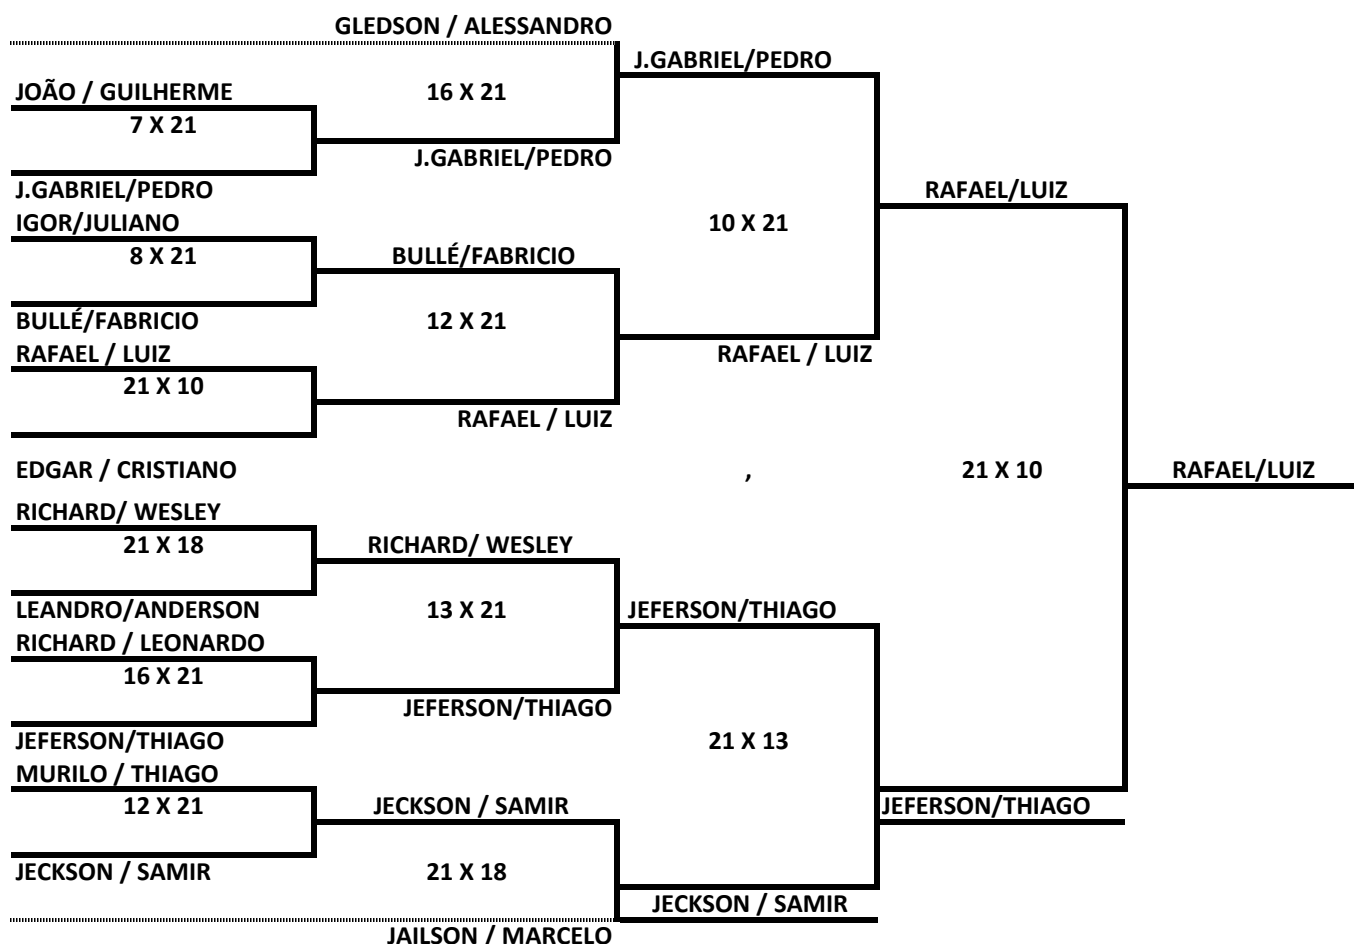 GLEDSON / ALESSANDRO
J.GABRIEL/PEDRO
JOÃO / GUILHERME
16 X 21
7 X 21
J.GABRIEL/PEDRO
J.GABRIEL/PEDRO
RAFAEL/LUIZ
IGOR/JULIANO
10 X 21
8 X 21
BULLÉ/FABRICIO
BULLÉ/FABRICIO
12 X 21
RAFAEL / LUIZ
RAFAEL / LUIZ
21 X 10
RAFAEL / LUIZ
EDGAR / CRISTIANO
,
21 X 10
RAFAEL/LUIZ
RICHARD/ WESLEY
21 X 18
RICHARD/ WESLEY
LEANDRO/ANDERSON
13 X 21
JEFERSON/THIAGO
RICHARD / LEONARDO
16 X 21
JEFERSON/THIAGO
JEFERSON/THIAGO
21 X 13
MURILO / THIAGO
12 X 21
JECKSON / SAMIR
JEFERSON/THIAGO
JECKSON / SAMIR
21 X 18
JECKSON / SAMIR
JAILSON / MARCELO